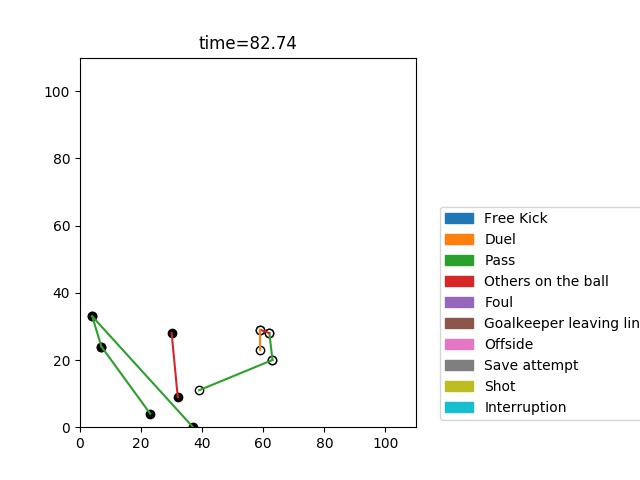 time=82.74
100
80
60
40
20
0
0 20 40 60 80 100
Free Kick
Duel
Pass
Others on the ball
Foul
Goalkeeper leaving lin
Offside
Save attempt
Shot
Interruption